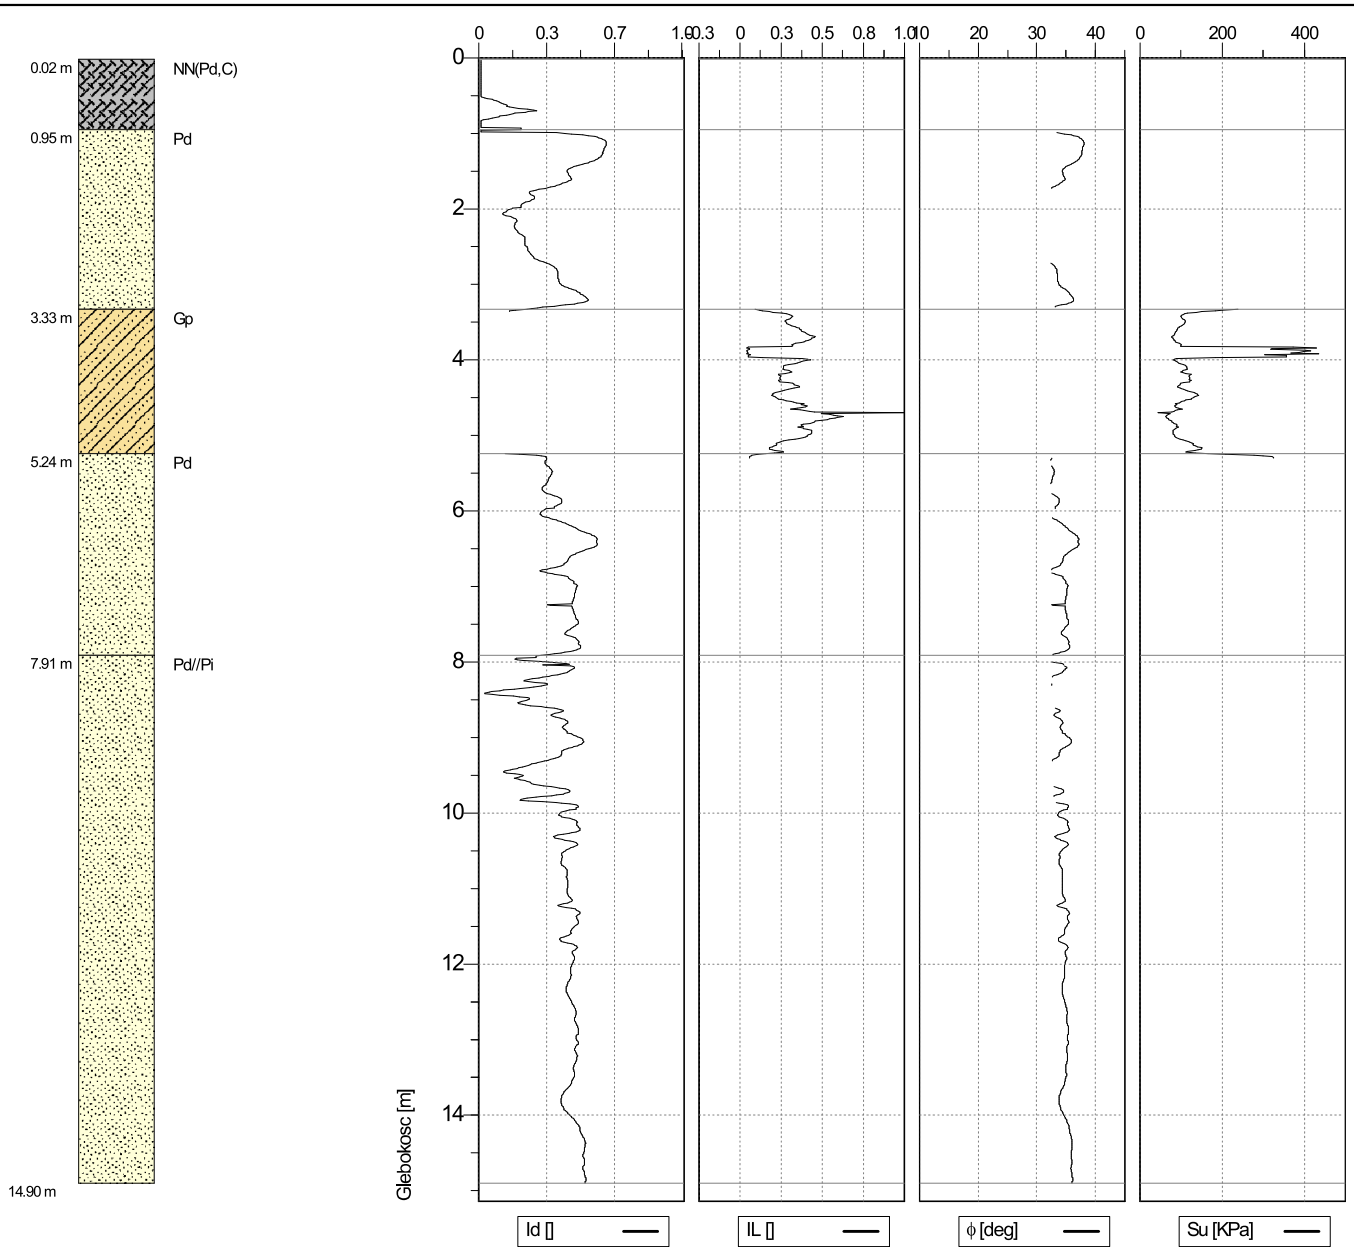 0 0.3 0.7 1.0
-0.3 0 0.3 0.5 0.8 1.0
10 20 30 40
0 200 400
0
0.02 m NN(Pd,C)
0.95 m Pd
2
3.33 m Gp
4
5.24 m Pd
6
7.91 m Pd//Pi
8
10
12
14
Glebokosc [m]
14.90 m
Id []
IL []
ϕ [deg]
Su [KPa]